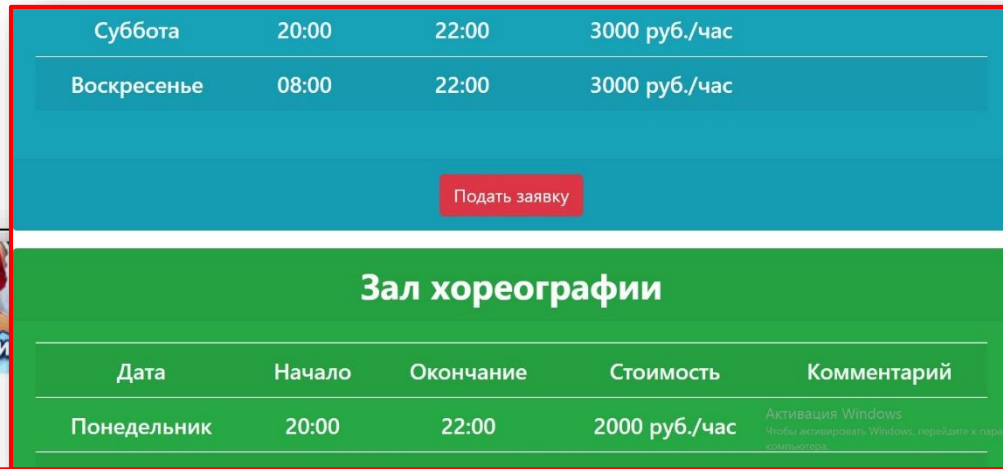 Суббота 20:00 22:00 3000 руб./час
Воскресенье 08:00 22:00 3000 руб./час
Подать заявку
Зал хореографии
Дата Начало Окончание Стоимость Комментарий
Понедельник 20:00 22:00 2000 руб./час
Активация Windows
Чтобы активировать Windows, перейдите к
компьютера.